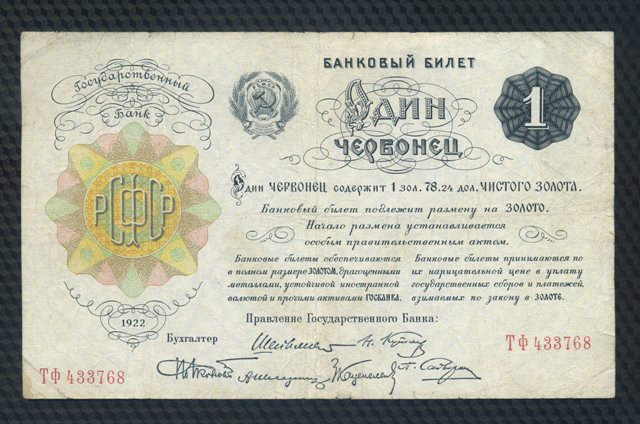 Государственный
Банк
РСФСР
1922
БАНКОВЫЙ БИЛЕТ
Один
ЧЕРВОНЕЦ
1
Один ЧЕРВОНЕЦ содержит 1 зол. 78.24 дол. ЧИСТОГО ЗОЛОТА.
Банковый билет подлежит размену на ЗОЛОТО.
Начало размена устанавливается
особым правительственным актом.
Банковые билеты обеспечиваются
в полном размере ЗОЛОТОМ, драгоценными
металлами, устойчивой иностранной
валютой и прочими активами ГОСБАНКА.
Банковые билеты принимаются по
их нарицательной цене в уплату
государственных сборов и платежей,
взимаемых по закону в ЗОЛОТЕ.
Правление Государственного Банка:
Бухгалтер
ТФ 433768
ТФ 433768